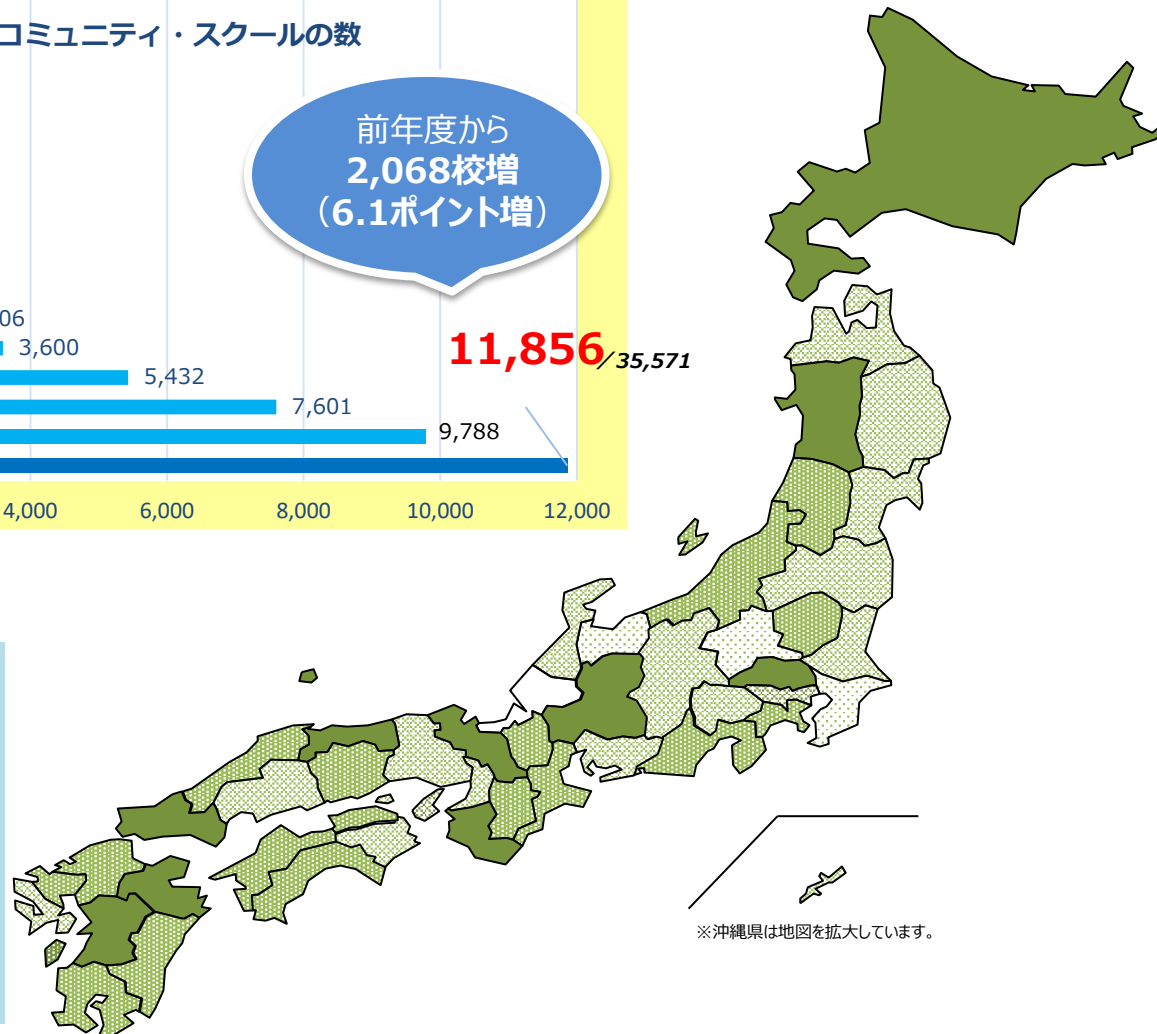 コミュニティ・スクールの数
前年度から
2,068校増
（6.1ポイント増）
06
3,600
11,856/35,571
5,432
7,601
9,788
4,000 6,000 8,000 10,000 12,000
※沖縄県は地図を拡大しています。